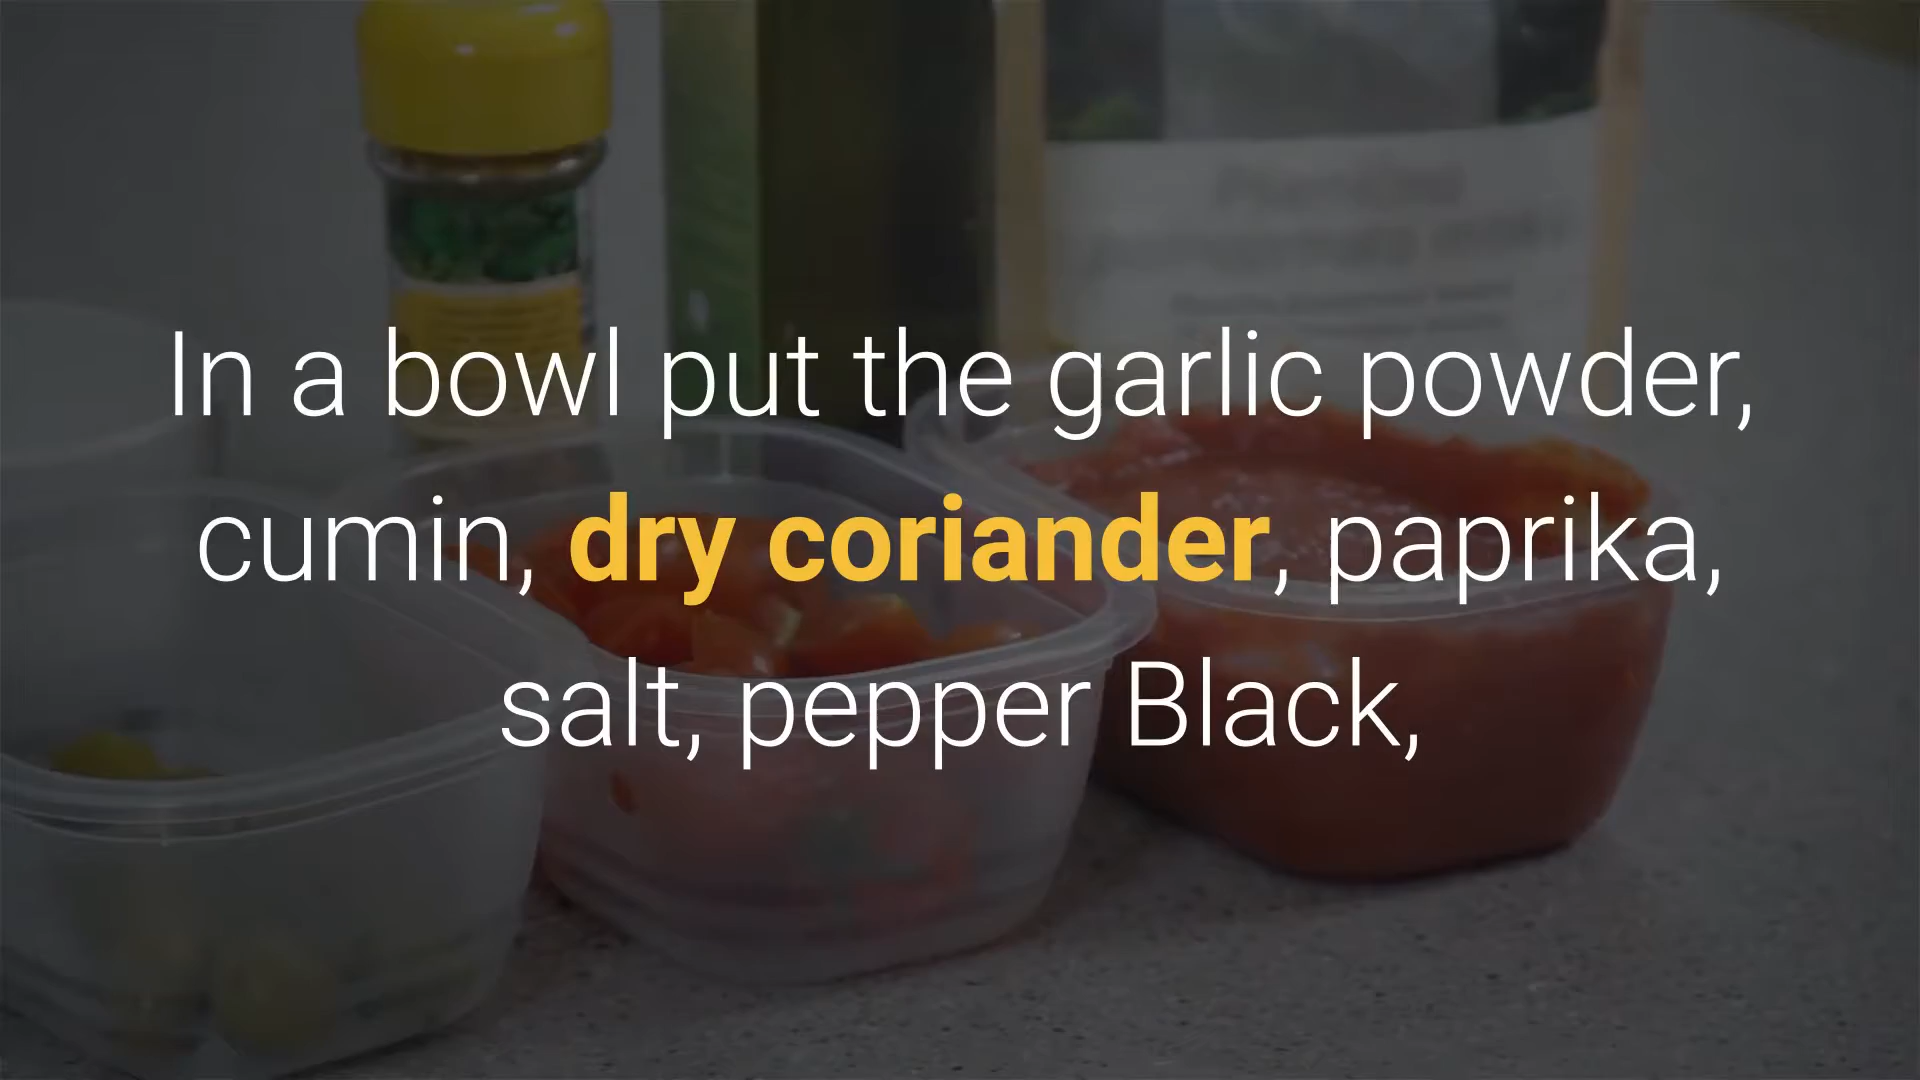 In a bowl put the garlic powder,
cumin, dry coriander, paprika,
salt, pepper Black,